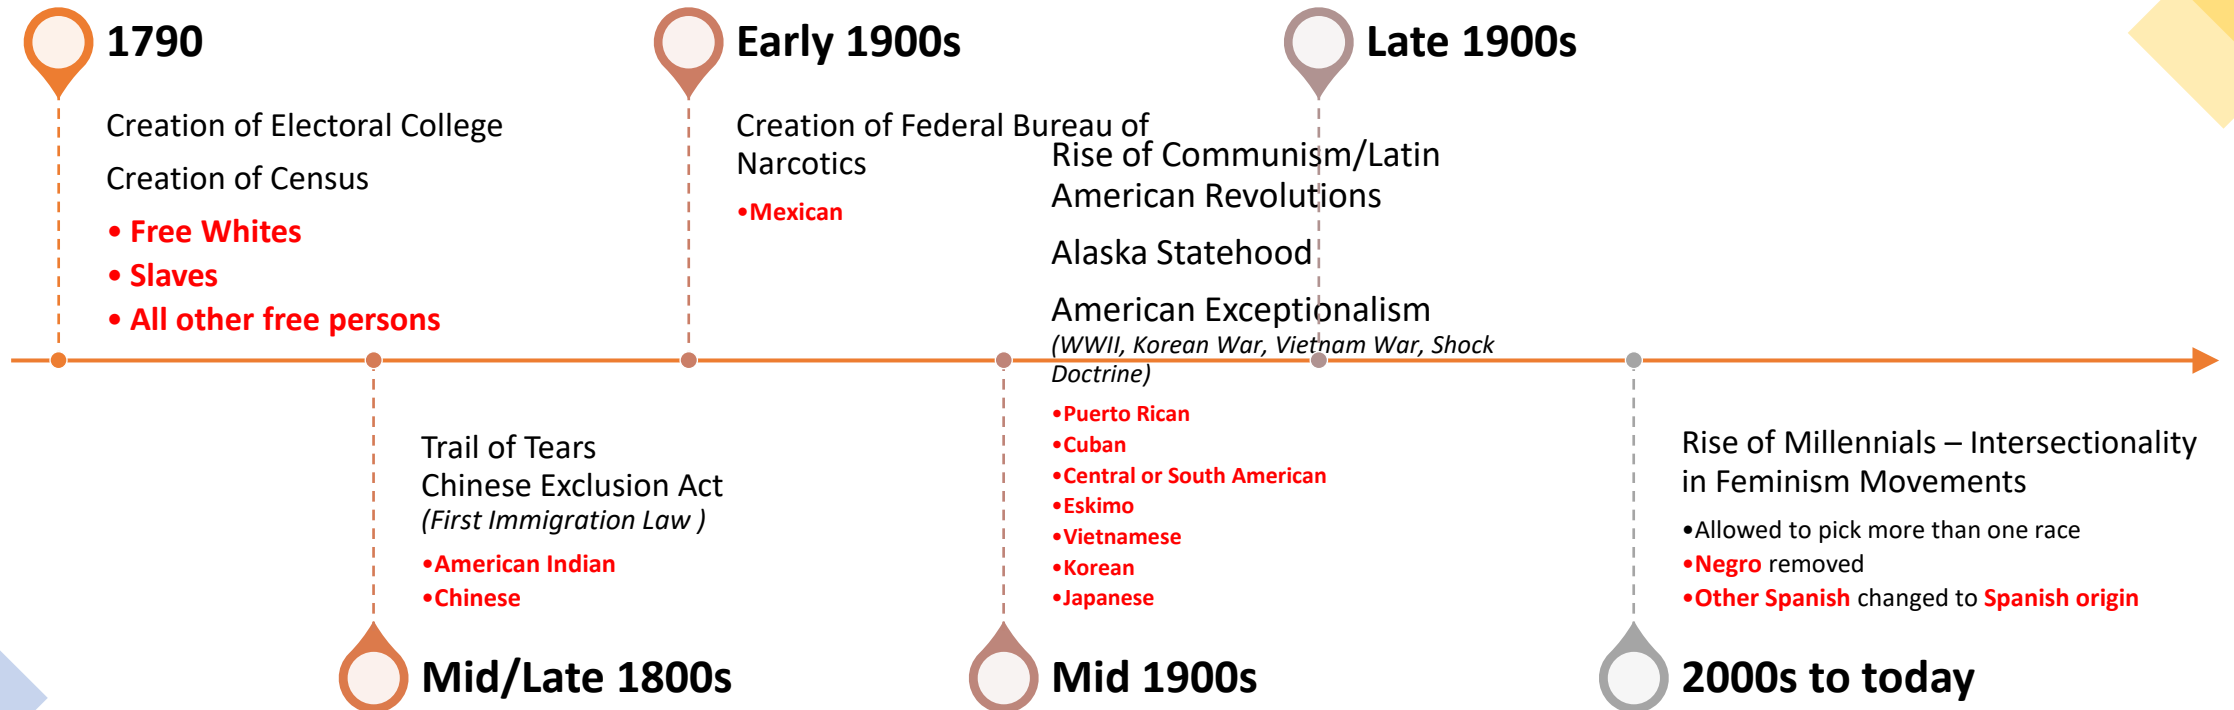 1790
Creation of Electoral College
Creation of Census
• Free Whites
• Slaves
• All other free persons
Trail of Tears
Chinese Exclusion Act
(First Immigration Law )
•American Indian
•Chinese
Mid/Late 1800s
Early 1900s
Creation of Federal Bureau of
Narcotics
•Mexican
Rise of Communism/Latin
American Revolutions
Alaska Statehood
American Exceptionalism
(WWII, Korean War, Vietnam War, Shock
Doctrine)
•Puerto Rican
•Cuban
•Central or South American
•Eskimo
•Vietnamese
•Korean
•Japanese
Mid 1900s
Late 1900s
Rise of Millennials – Intersectionality
in Feminism Movements
•Allowed to pick more than one race
•Negro removed
•Other Spanish changed to Spanish origin
2000s to today